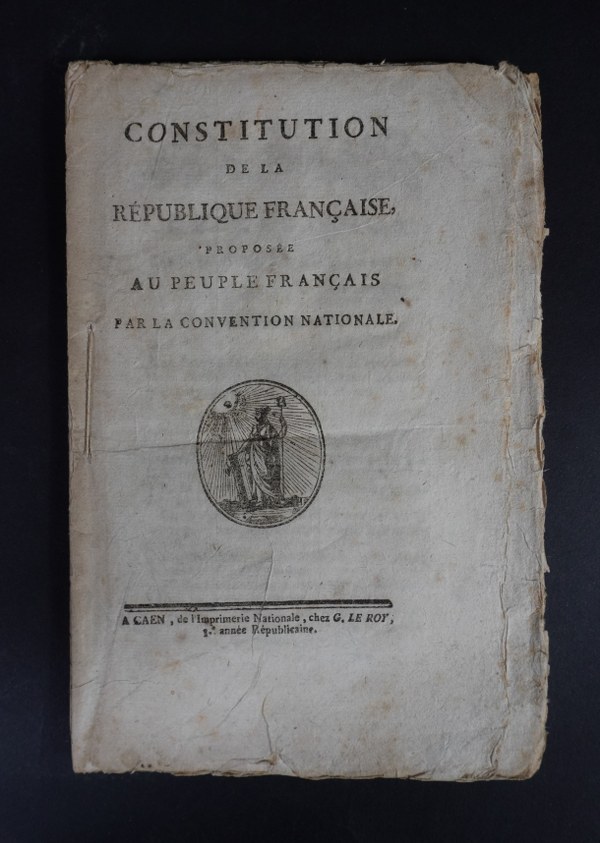 CONSTITUTION
DE LA
RÉPUBLIQUE FRANÇAISE,
PROPOSÉE
AU PEUPLE FRANÇAIS
PAR LA CONVENTION NATIONALE.
A CAEN, de l'Imprimerie Nationale, chez G. LE ROY,
année Républicaine.